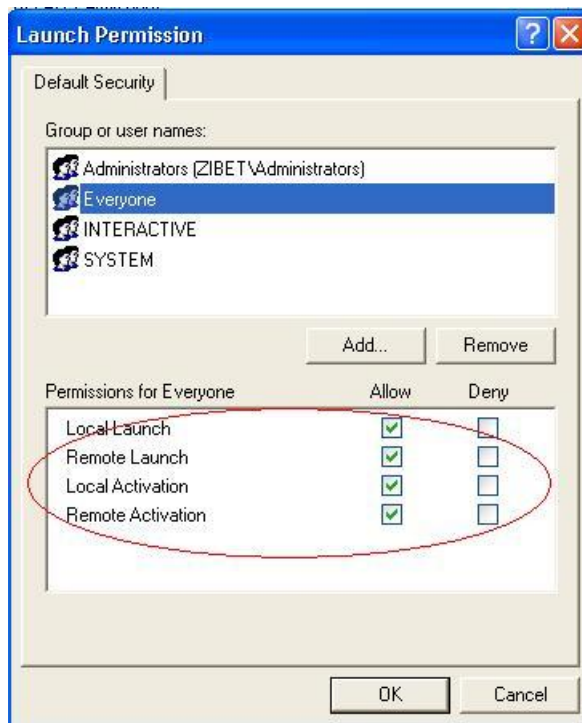 Launch Permission
Default Security
Group or user names:
Administrators (ZIBET\Administrators)
Everyone
INTERACTIVE
SYSTEM
Add... Remove
Permissions for Everyone Allow Deny
Local Launch
Remote Launch
Local Activation
Remote Activation
OK Cancel